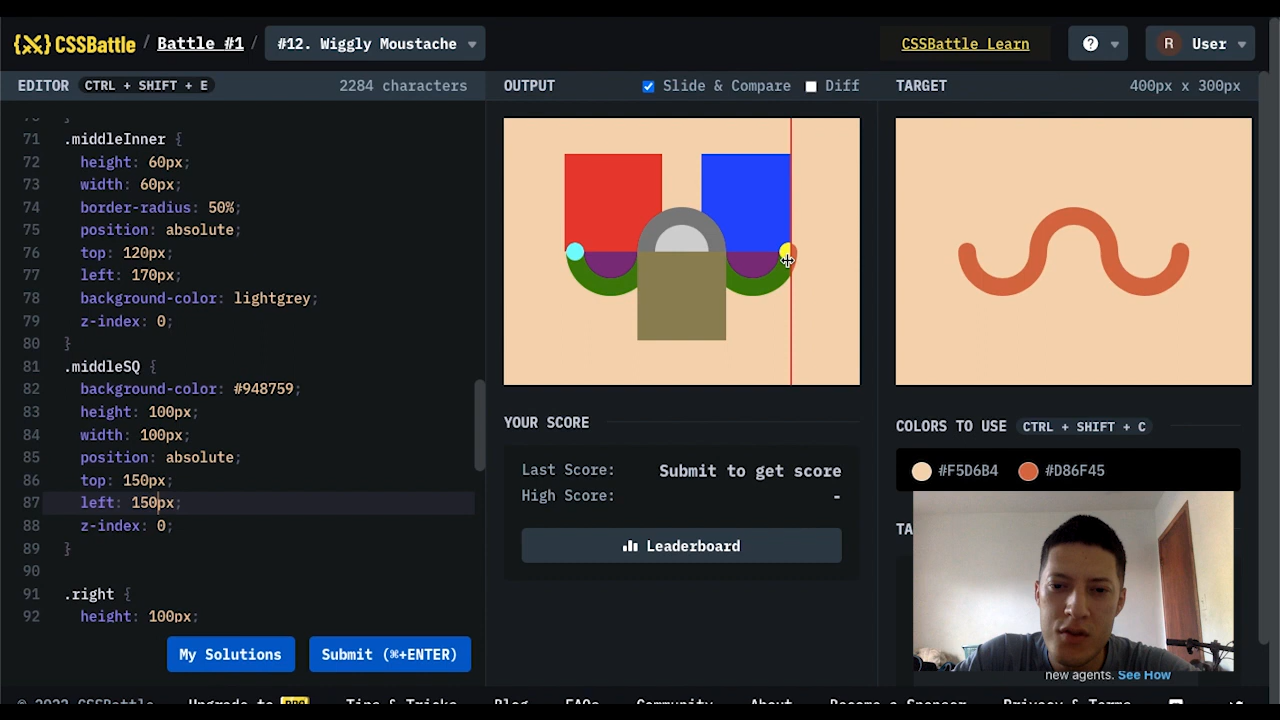 {X} CSSBattle / Battle #1 / #12. Wiggly Moustache
CSSBattle Learn
R User
EDITOR CTRL + SHIFT + E 2284 characters
OUTPUT Slide & Compare Diff
TARGET 400px x 300px
71 .middleInner {
72 height: 60px;
73 width: 60px;
74 border-radius: 50%;
75 position: absolute;
76 top: 120px;
77 left: 170px;
78 background-color: lightgrey;
79 z-index: 0;
80 }
81 .middleSQ {
82 background-color: #948759;
83 height: 100px;
84 width: 100px;
85 position: absolute;
86 top: 150px;
87 left: 150px;
88 z-index: 0;
89 }
90
91 .right {
92 height: 100px;
My Solutions
Submit (⌘+ENTER)
YOUR SCORE
Last Score: Submit to get score
High Score: -
Leaderboard
COLORS TO USE CTRL + SHIFT + C
#F5D6B4 #D86F45
TA
new agents. See How